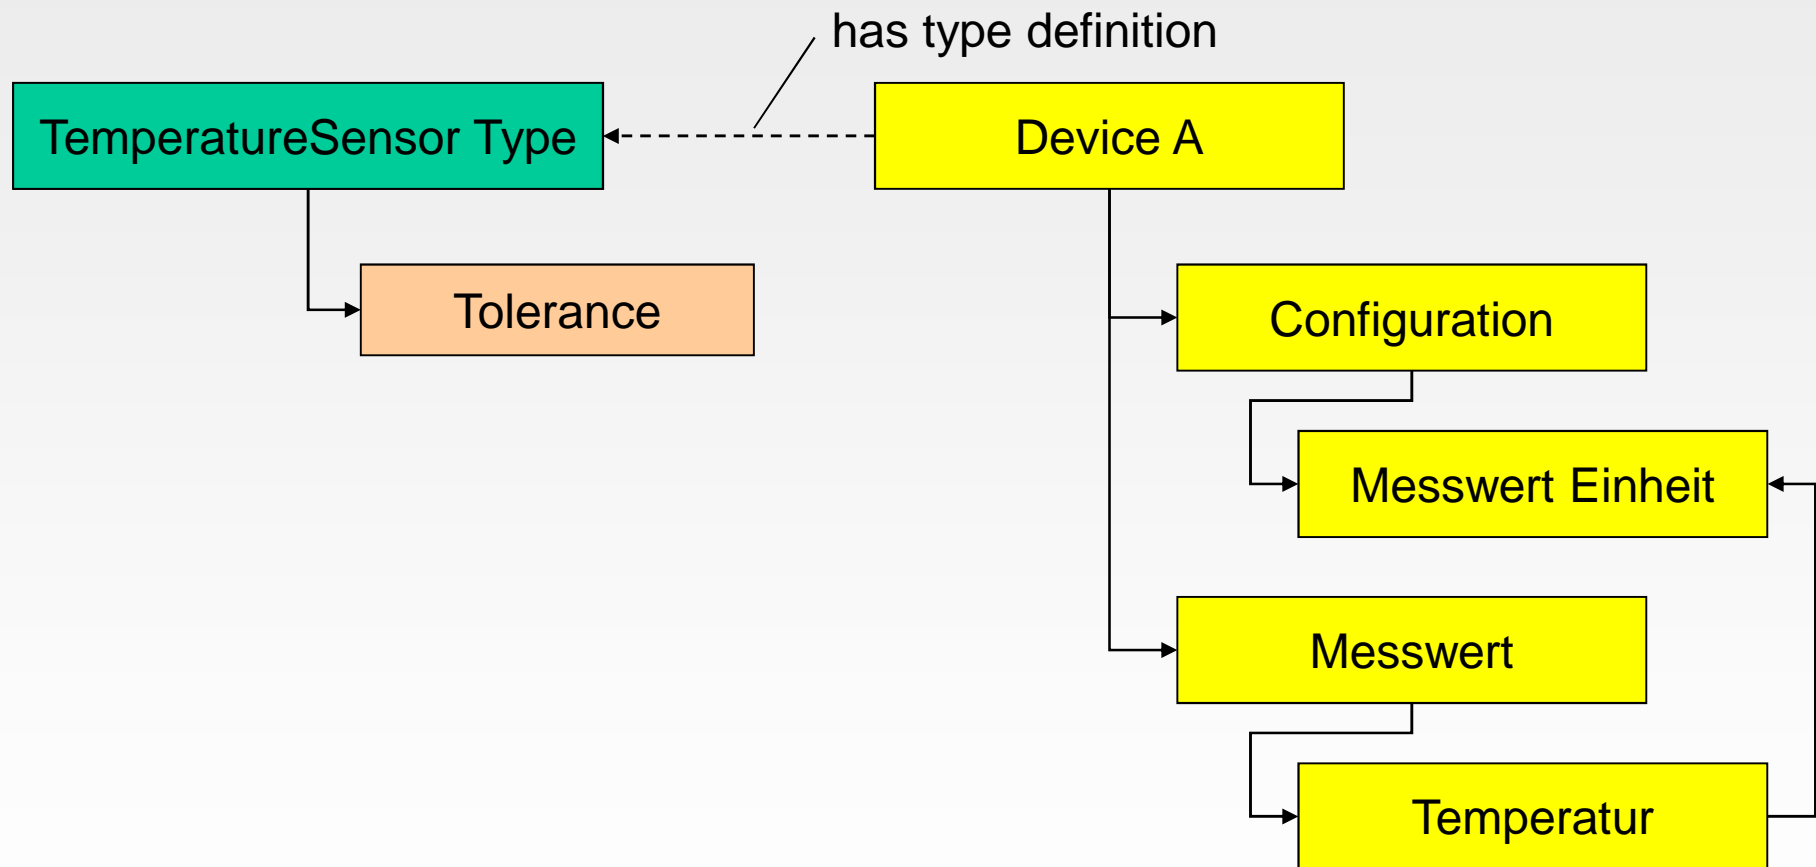 has type definition
TemperatureSensor Type
Device A
Tolerance
Configuration
Messwert Einheit
Messwert
Temperatur